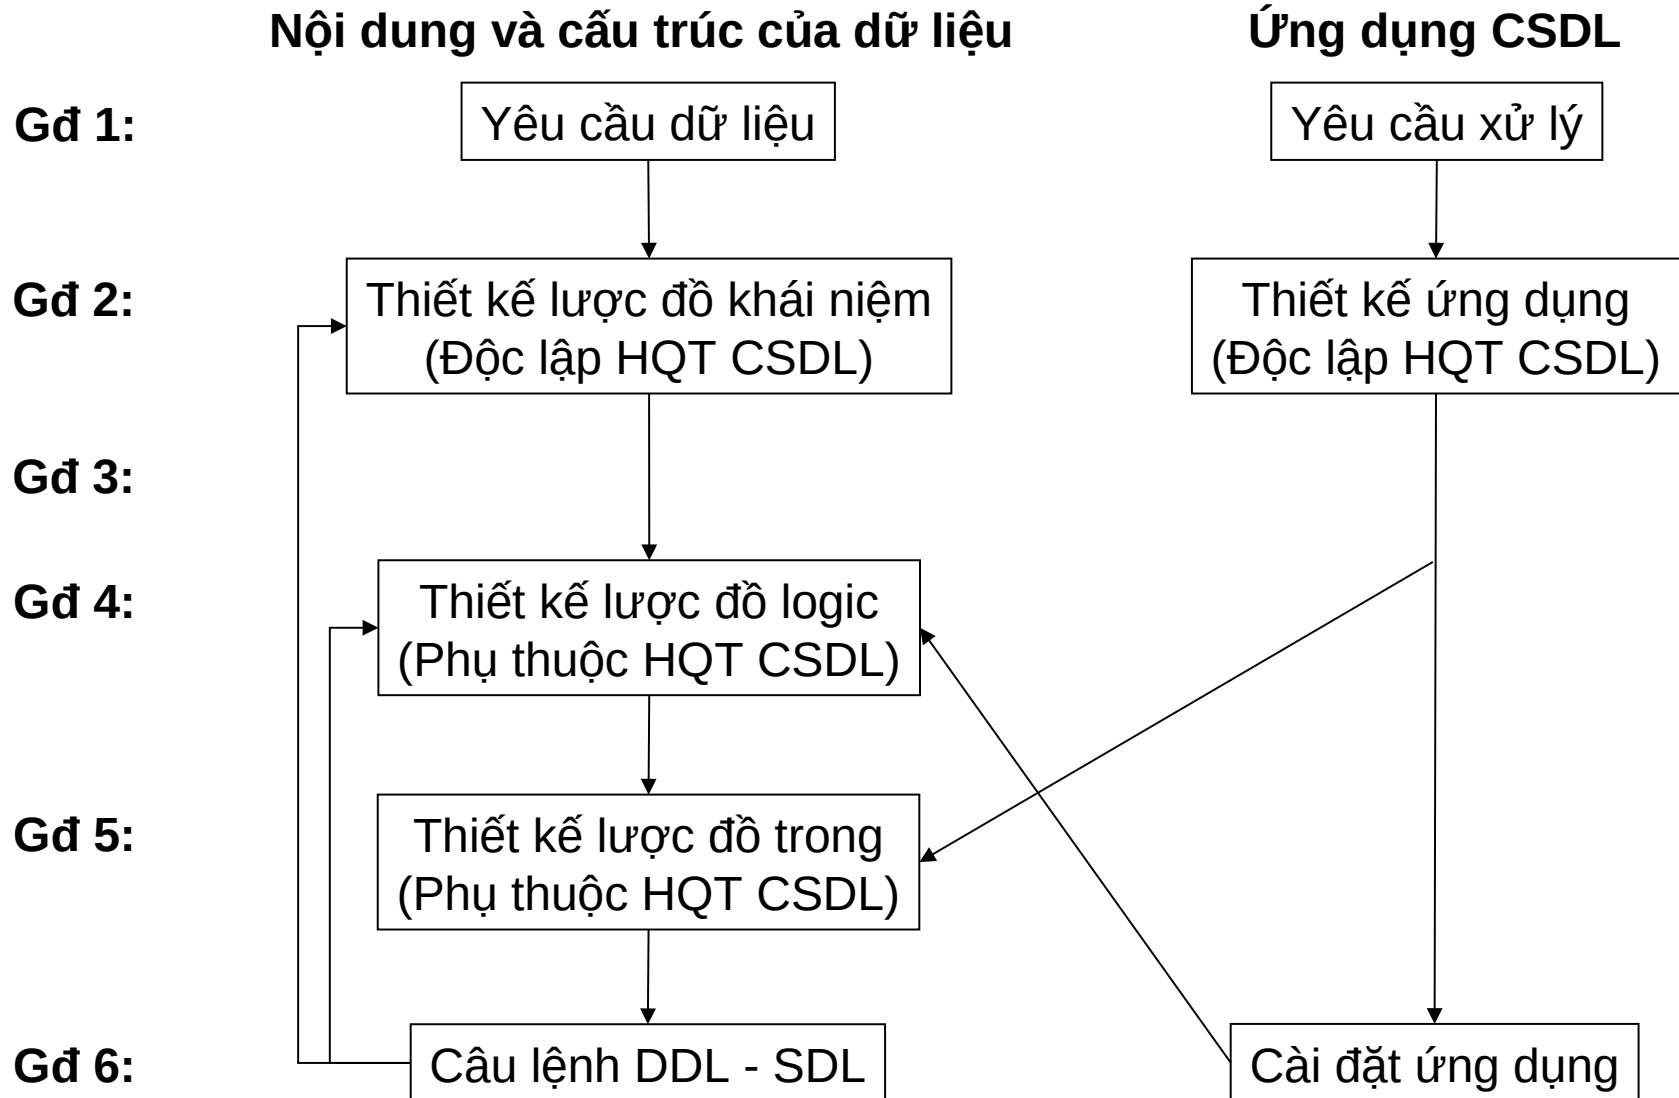 Nội dung và cấu trúc của dữ liệu
Ứng dụng CSDL
Gđ 1:
Yêu cầu dữ liệu
Yêu cầu xử lý
Gđ 2:
Thiết kế lược đồ khái niệm
(Độc lập HQT CSDL)
Thiết kế ứng dụng
(Độc lập HQT CSDL)
Gđ 3:
Gđ 4:
Thiết kế lược đồ logic
(Phụ thuộc HQT CSDL)
Gđ 5:
Thiết kế lược đồ trong
(Phụ thuộc HQT CSDL)
Gđ 6:
Câu lệnh DDL - SDL
Cài đặt ứng dụng